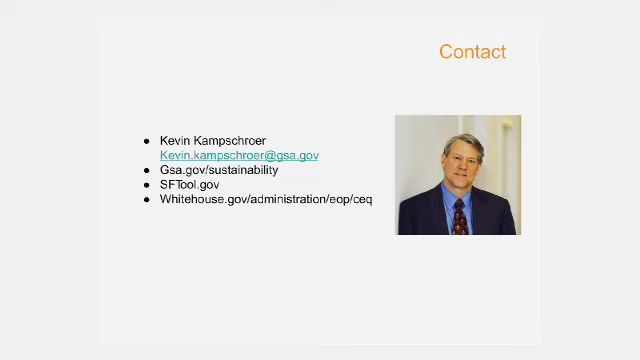 Contact
● Kevin Kampschroer
Kevin.kampschroer@gsa.gov
● Gsa.gov/sustainability
● SFTool.gov
● Whitehouse.gov/administration/eop/ceq